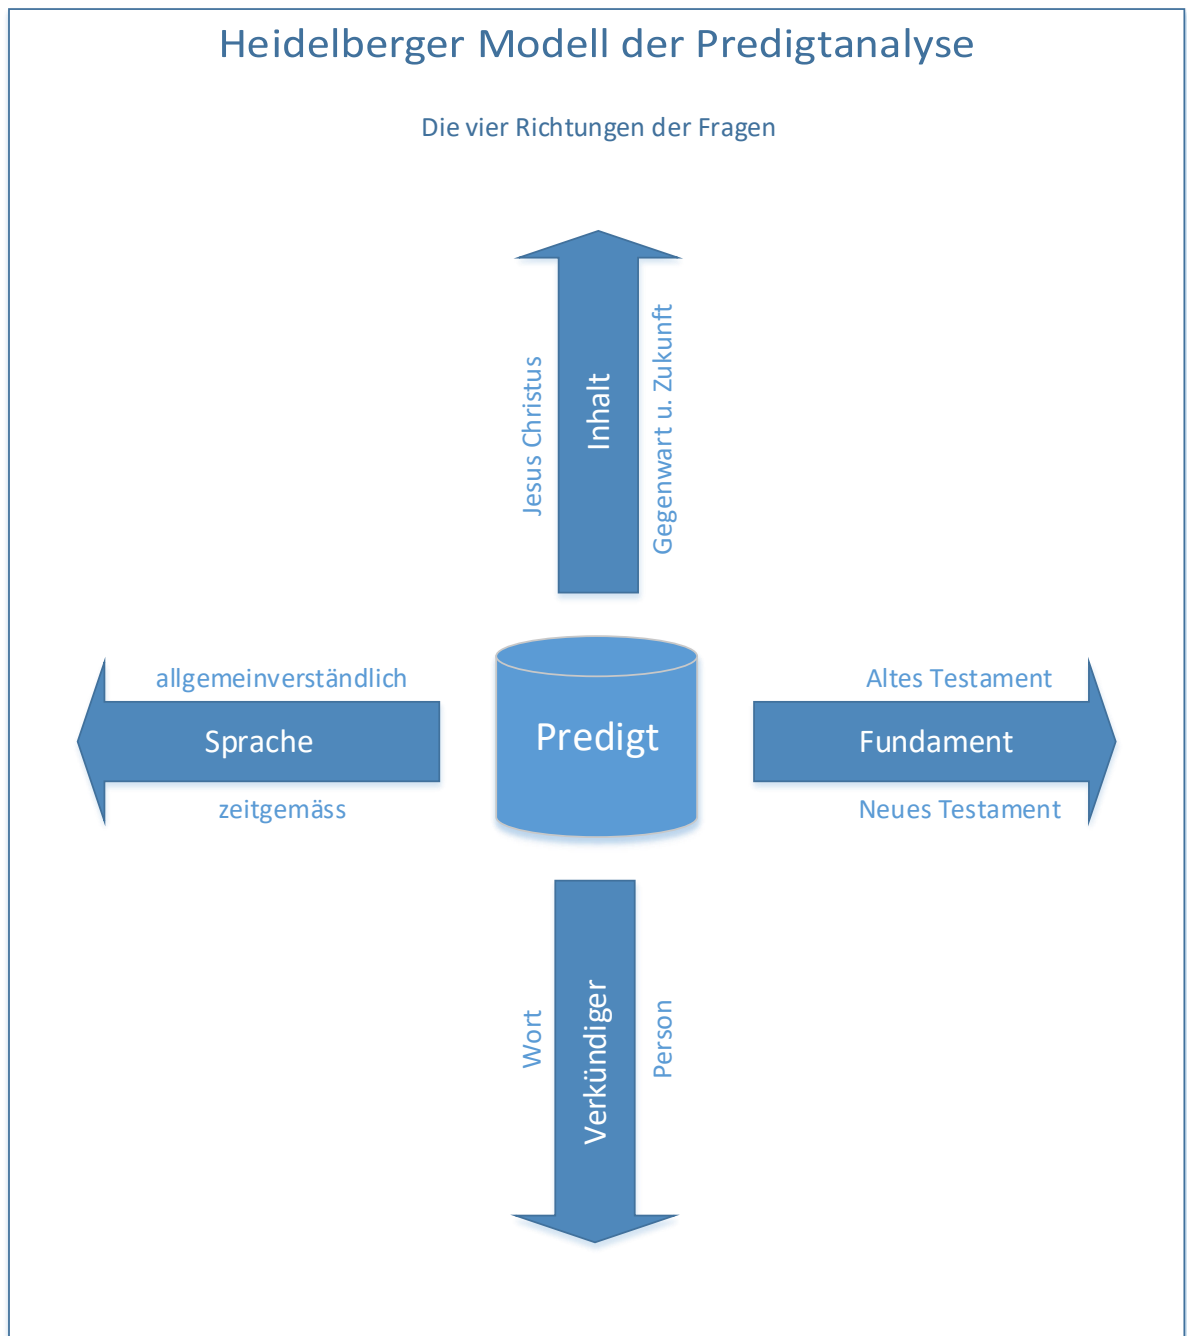 Heidelberger Modell der Predigtanalyse
Die vier Richtungen der Fragen
Jesus Christus
Inhalt
Gegenwart u. Zukunft
allgemeinverständlich
Sprache
zeitgemäss
Predigt
Altes Testament
Fundament
Neues Testament
Wort
Verkündiger
Person